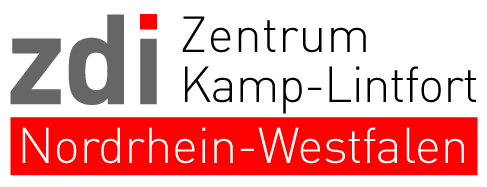 zdi Zentrum
Kamp-Lintfort
Nordrhein-Westfalen